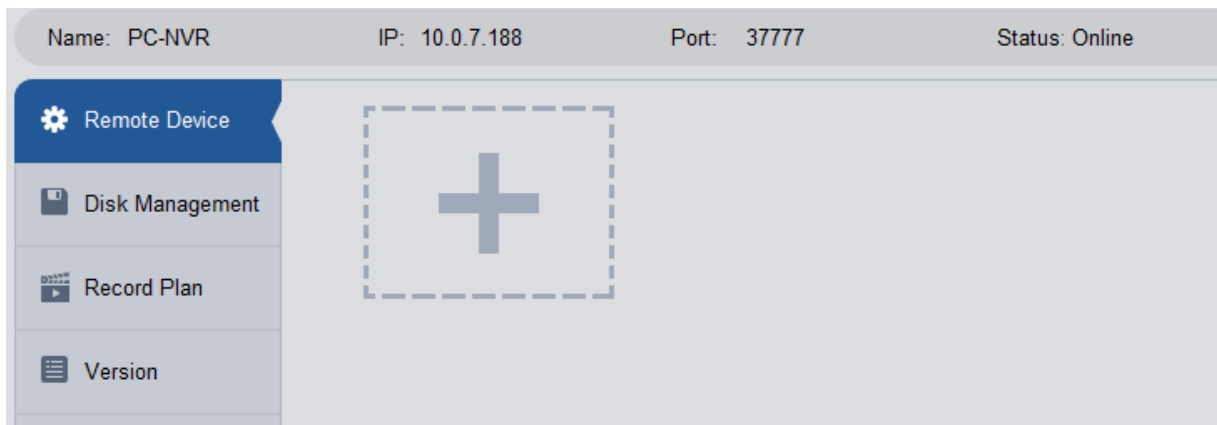 Name: PC-NVR IP: 10.0.7.188 Port: 37777 Status: Online
Remote Device
Disk Management
Record Plan
Version